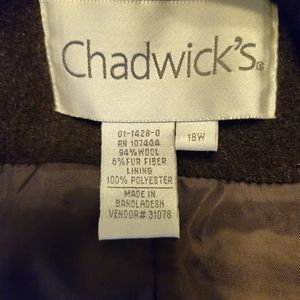 Chadwick's®
01-1428-0
RN 107444
94%WOOL
6%FUR FIBER
LINING
100% POLYESTER
MADE IN
BANGLADESH
VENDOR# 31078
18W